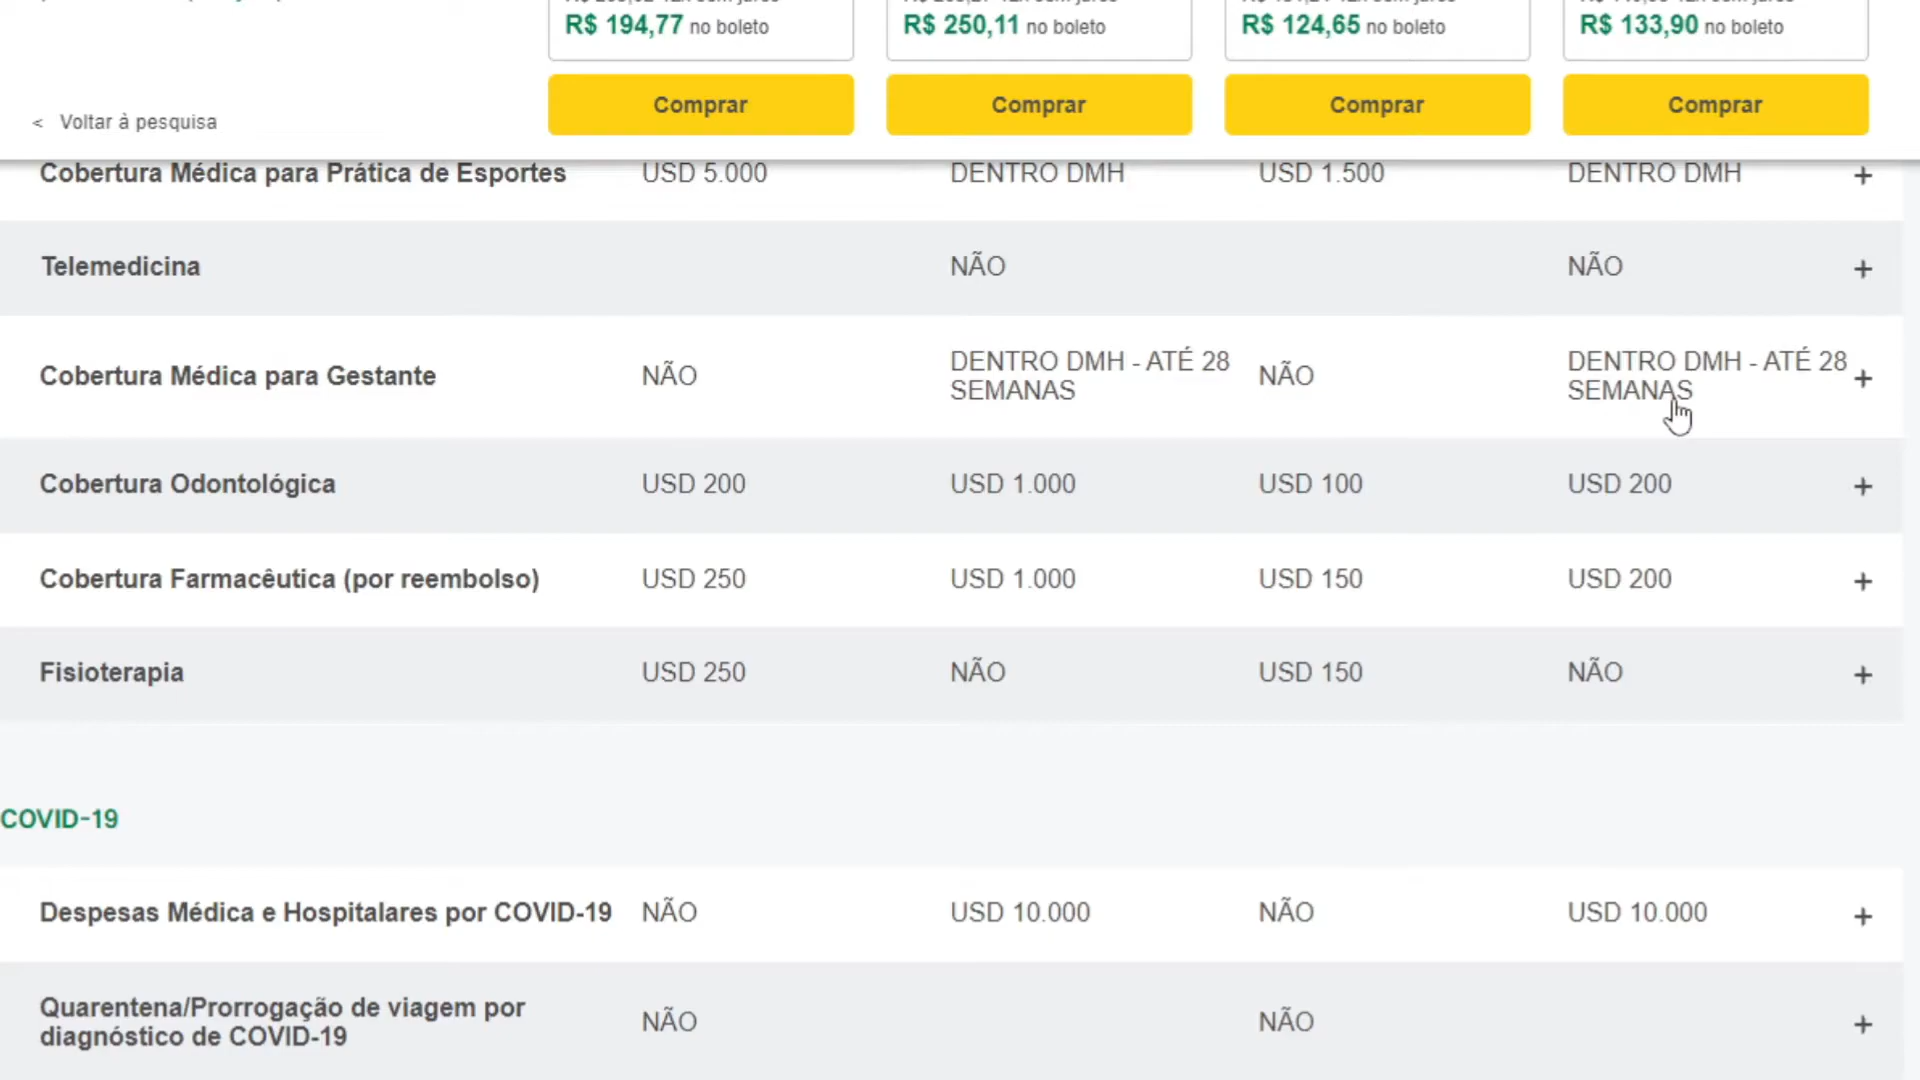 R$ 194,77 no boleto
R$ 250,11 no boleto
R$ 124,65 no boleto
R$ 133,90 no boleto
< Voltar à pesquisa
Comprar
Comprar
Comprar
Comprar
Cobertura Médica para Prática de Esportes USD 5.000 DENTRO DMH USD 1.500 DENTRO DMH +
Telemedicina NÃO NÃO +
Cobertura Médica para Gestante NÃO DENTRO DMH - ATÉ 28 SEMANAS NÃO DENTRO DMH - ATÉ 28 SEMANAS +
Cobertura Odontológica USD 200 USD 1.000 USD 100 USD 200 +
Cobertura Farmacêutica (por reembolso) USD 250 USD 1.000 USD 150 USD 200 +
Fisioterapia USD 250 NÃO USD 150 NÃO +
COVID-19
Despesas Médica e Hospitalares por COVID-19 NÃO USD 10.000 NÃO USD 10.000 +
Quarentena/Prorrogação de viagem por
diagnóstico de COVID-19 NÃO NÃO +